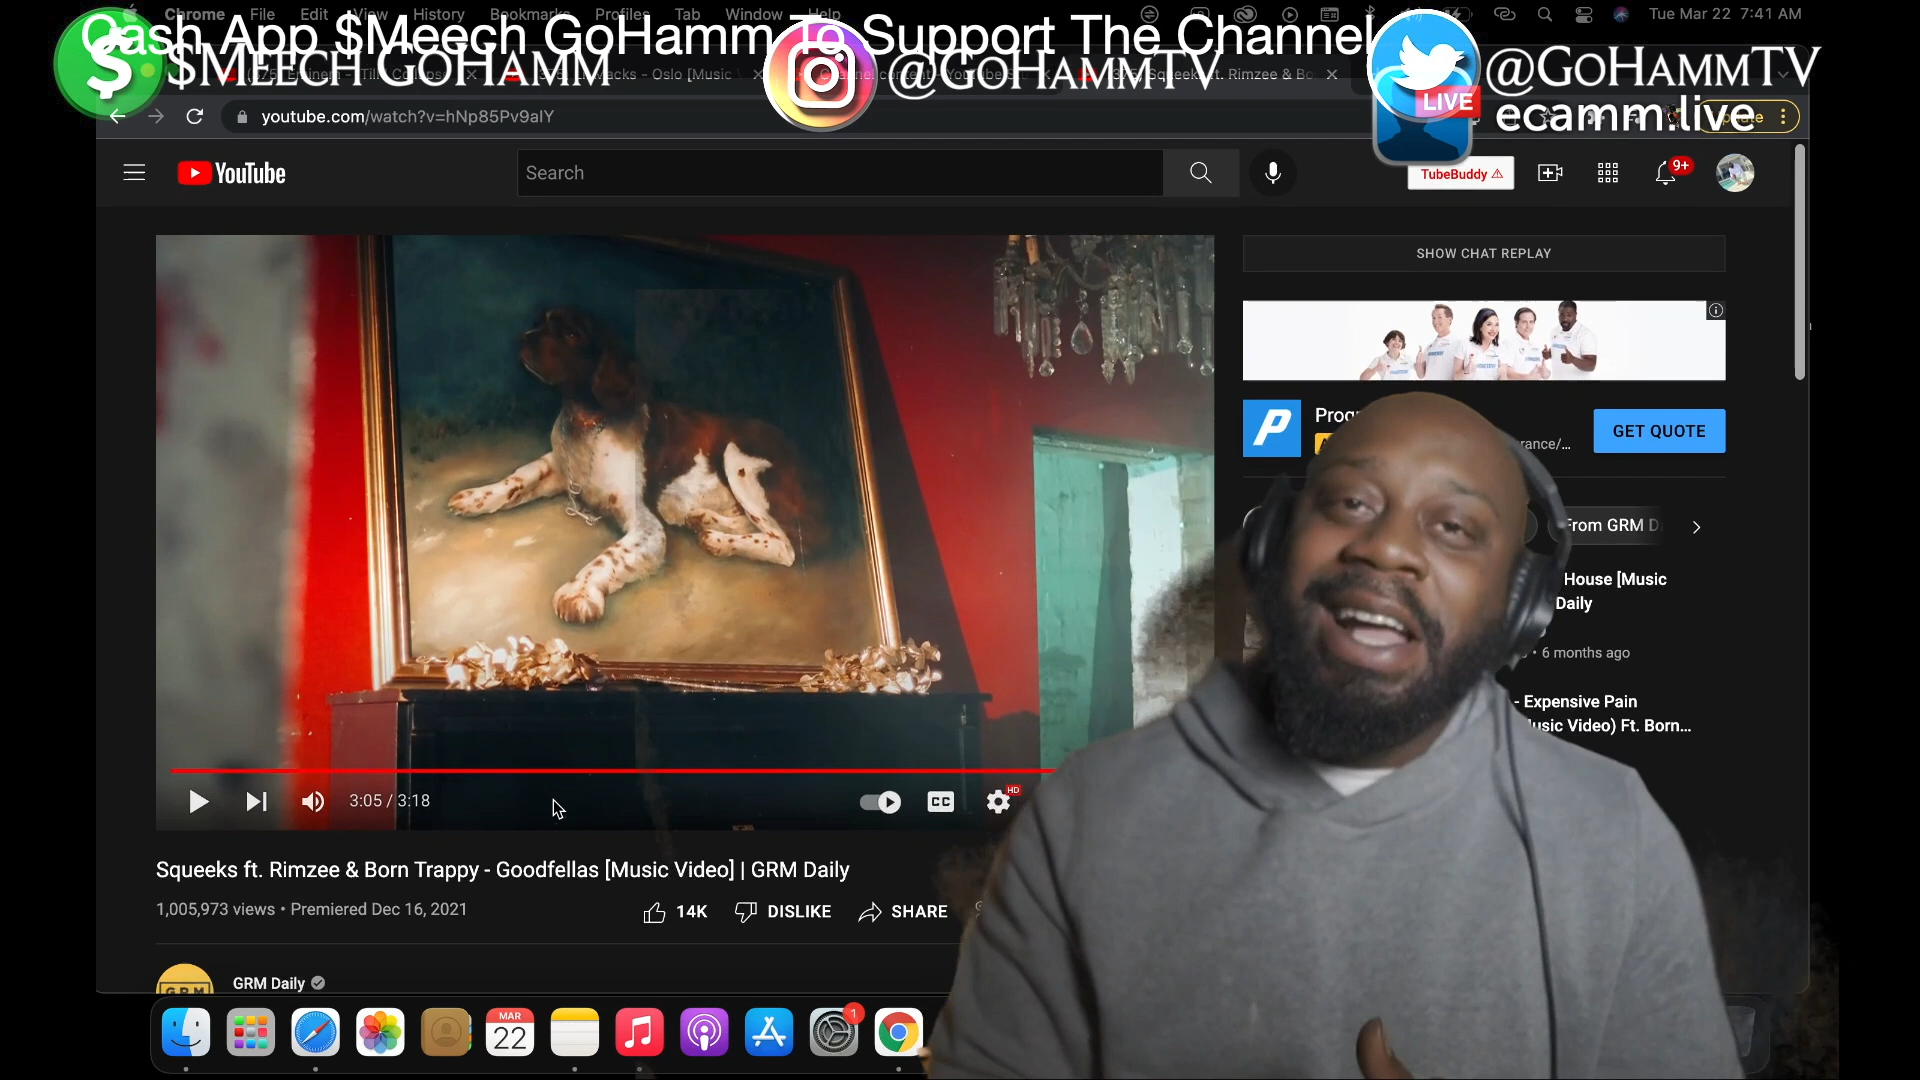 Chrome File Edit View History Bookmarks Profiles Tab Window Help
Tue Mar 22 7:41 AM
Cash App $Meech GoHamm To Support The Channel
$MEECH GOHAMM
@GOHAMMTV
@GOHAMMTV
LIVE
ecamm.live
youtube.com/watch?v=hNp85Pv9aIY
YouTube
Search
TubeBuddy
9+
SHOW CHAT REPLAY
P
GET QUOTE
From GRM D
House [Music
Daily
6 months ago
- Expensive Pain
Music Video) Ft. Born...
3:05 / 3:18
CC
HD
Squeeks ft. Rimzee & Born Trappy - Goodfellas [Music Video] | GRM Daily
1,005,973 views • Premiered Dec 16, 2021
14K DISLIKE SHARE
GRM Daily
GRM
MAR
22
1